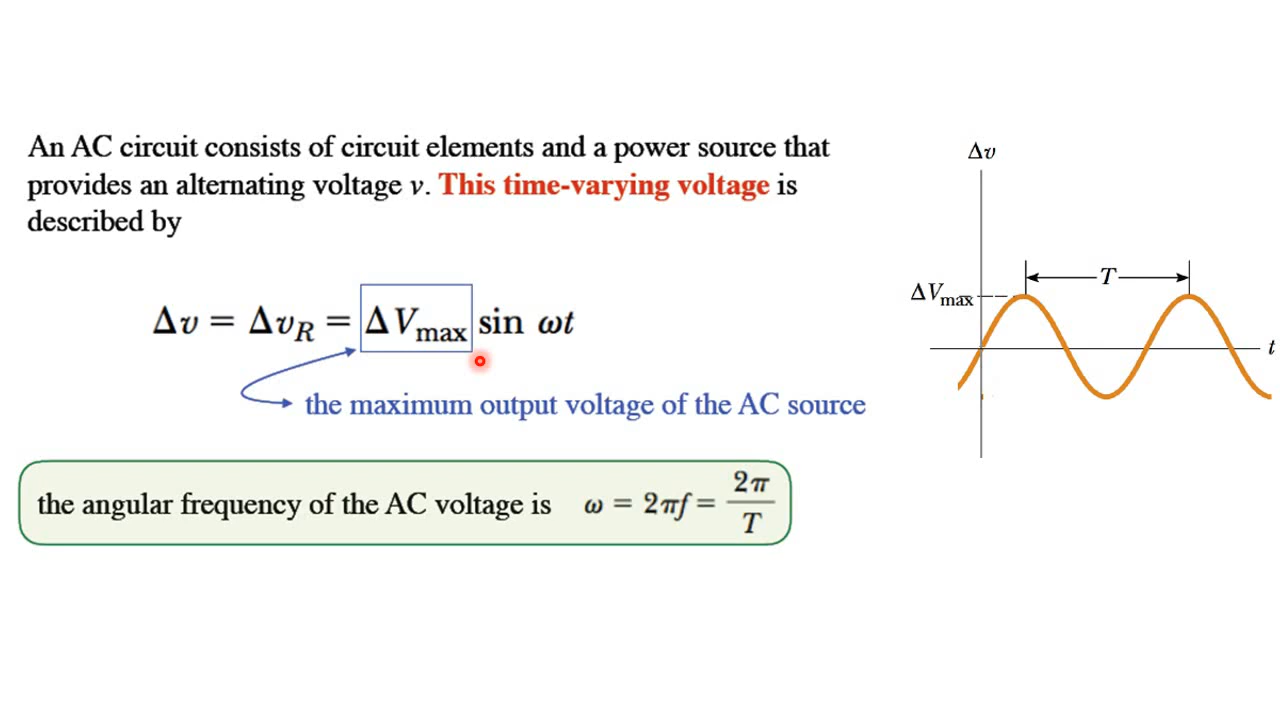 An AC circuit consists of circuit elements and a power source that
provides an alternating voltage v. This time-varying voltage is
described by
Δv = Δv_R = ΔV_max sin ωt
the maximum output voltage of the AC source
the angular frequency of the AC voltage is ω = 2πf = 2π/T
Δv
T
ΔV_max
t